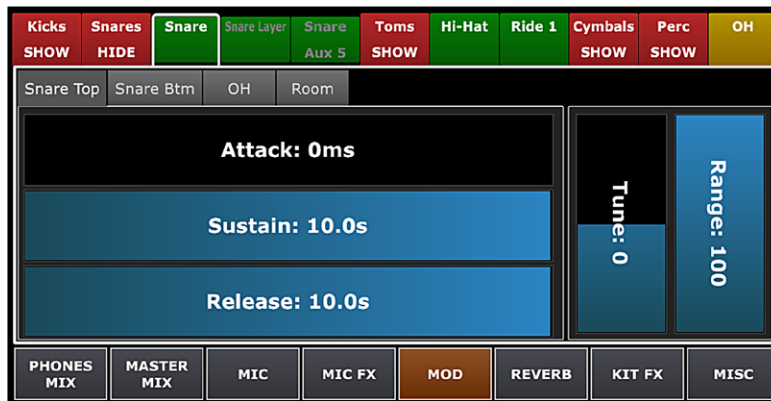 Kicks Snares Snare Snare Layer Snare Toms Hi-Hat Ride 1 Cymbals Perc OH
SHOW HIDE Aux 5 SHOW SHOW SHOW
Snare Top Snare Btm OH Room
Attack: 0ms
Sustain: 10.0s
Release: 10.0s
Tune: 0
Range: 100
PHONES MASTER MIC MIC FX MOD REVERB KIT FX MISC
MIX MIX